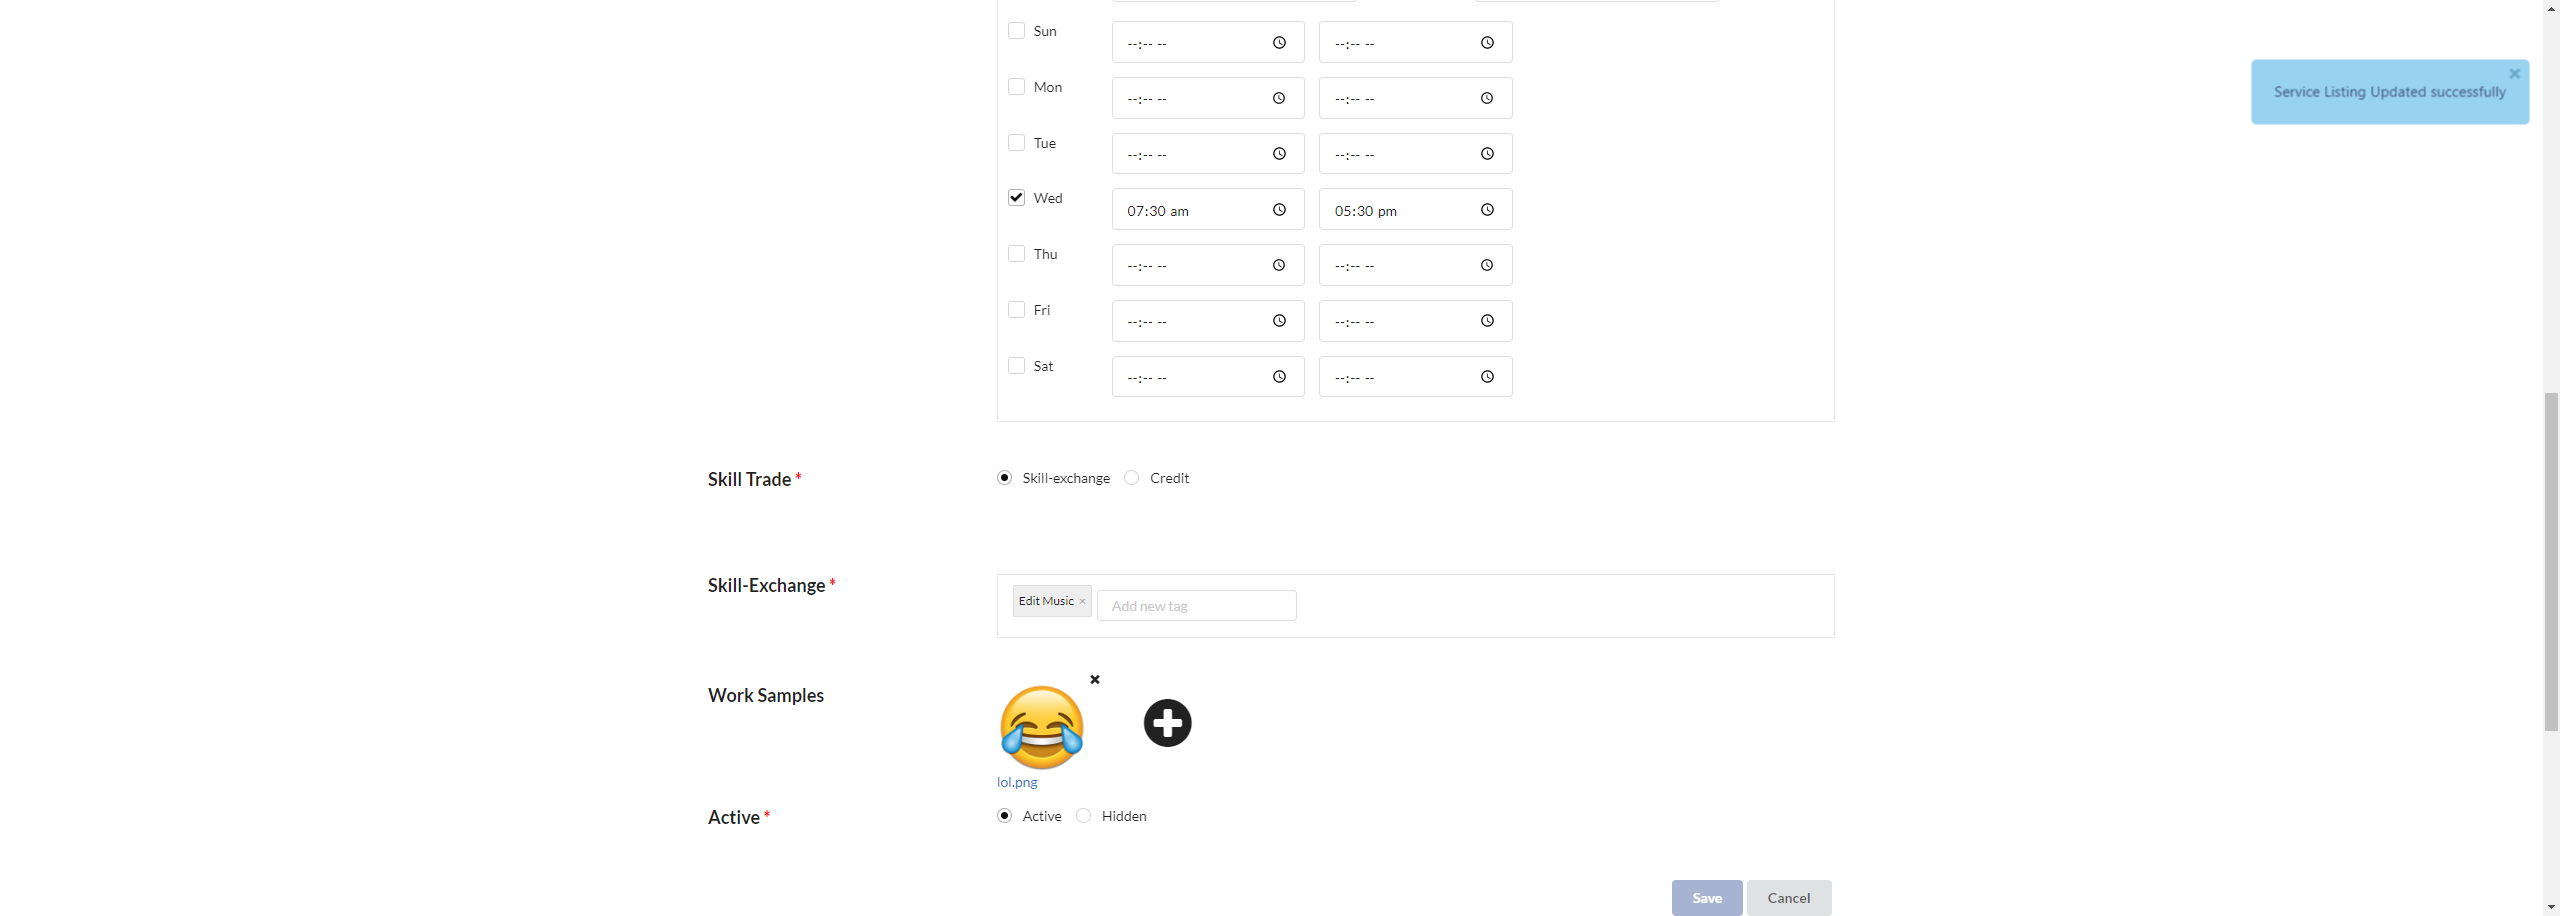 Sun --:-- -- --:-- --
Service Listing Updated successfully ×
Mon --:-- -- --:-- --
Tue --:-- -- --:-- --
Wed 07:30 am 05:30 pm
Thu --:-- -- --:-- --
Fri --:-- -- --:-- --
Sat --:-- -- --:-- --
Skill Trade * Skill-exchange Credit
Skill-Exchange * Edit Music × Add new tag
Work Samples
lol.png
Active * Active Hidden
Save Cancel